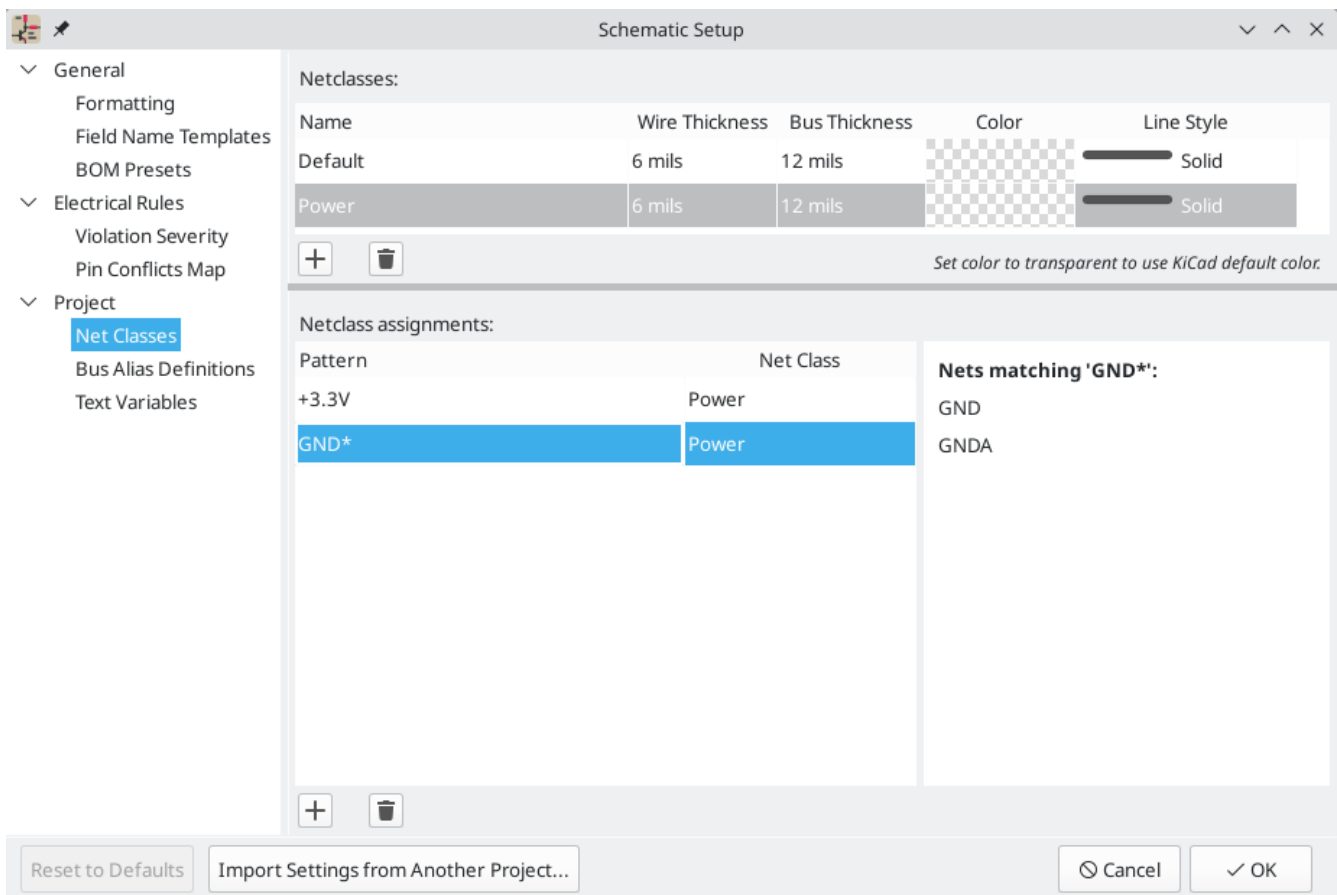 Schematic Setup
General
Formatting
Field Name Templates
BOM Presets
Electrical Rules
Violation Severity
Pin Conflicts Map
Project
Net Classes
Bus Alias Definitions
Text Variables
Netclasses:
Name Wire Thickness Bus Thickness Color Line Style
Default 6 mils 12 mils Solid
Power 6 mils 12 mils Solid
Set color to transparent to use KiCad default color.
Netclass assignments:
Pattern Net Class
+3.3V Power
GND* Power
Nets matching 'GND*':
GND
GNDA
Reset to Defaults Import Settings from Another Project... Cancel OK